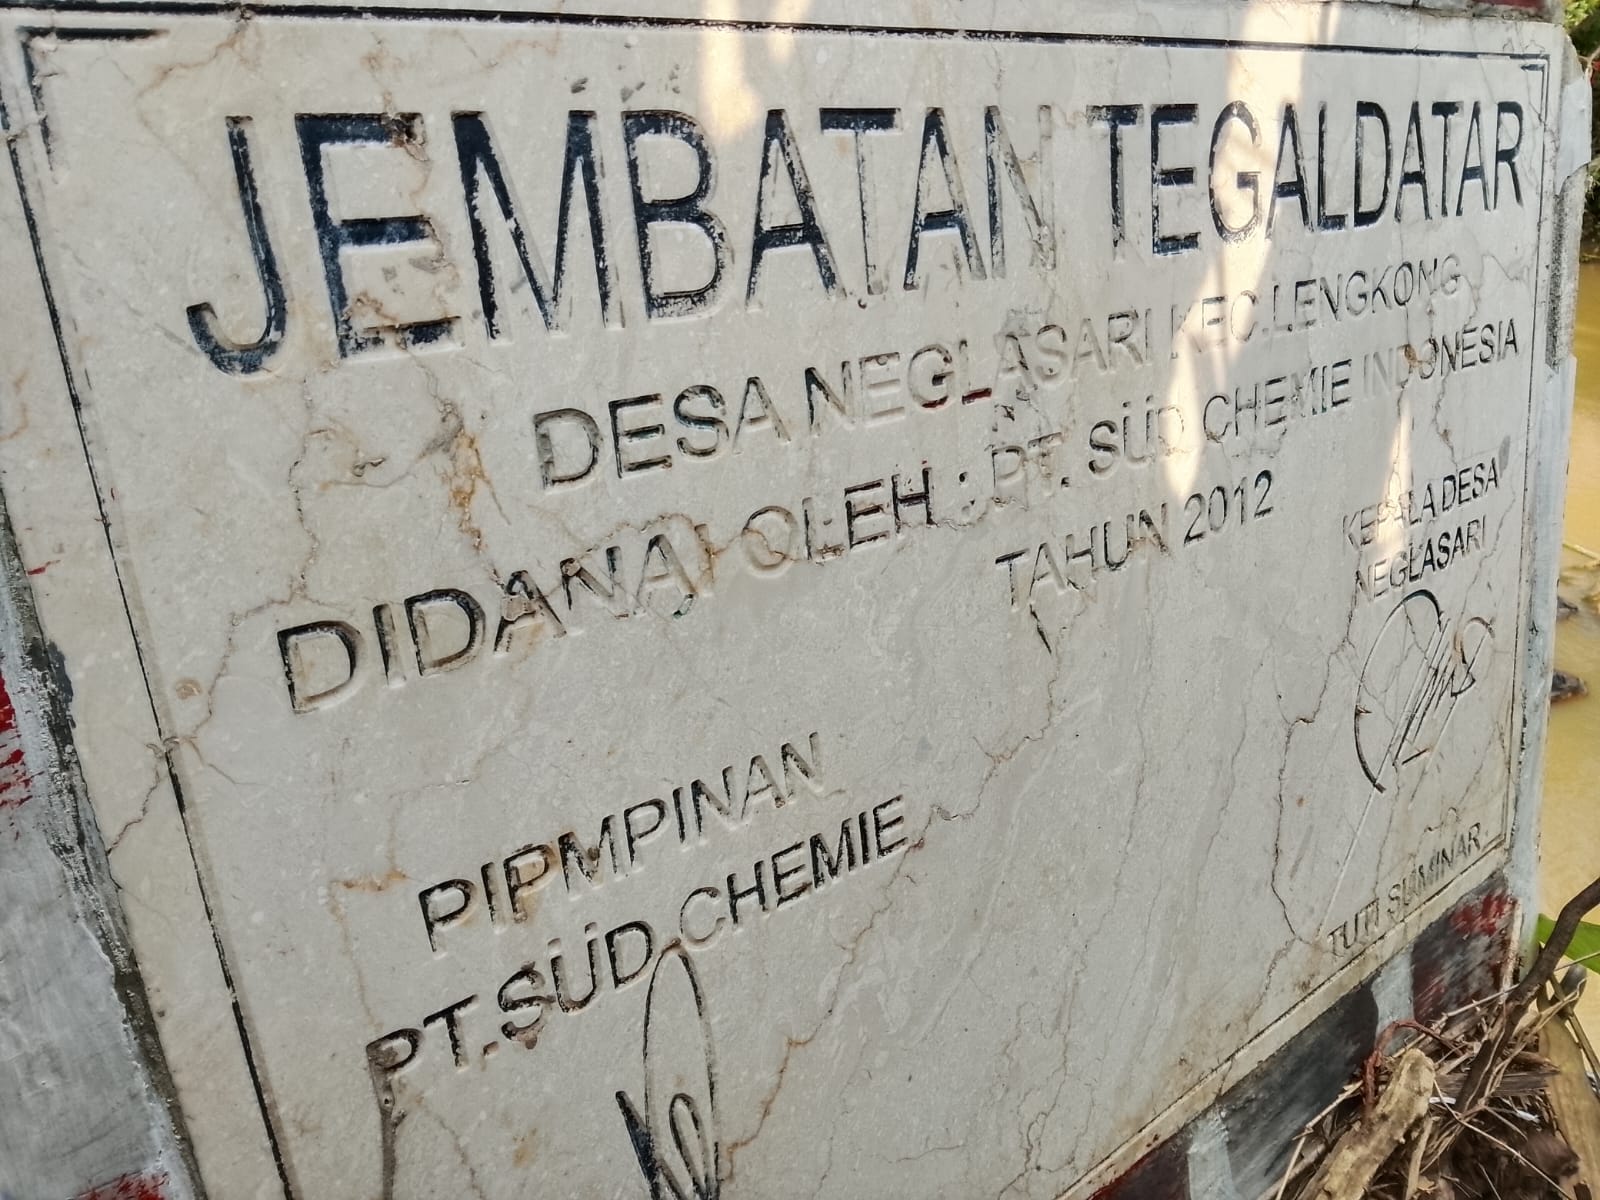 JEMBATAN TEGALDATAR
DESA NEGLASARI KEC.LENGKONG
DIDANAI OLEH : PT. SÜD CHEMIE INDONESIA
TAHUN 2012
KEPALA DESA
NEGLASARI
TUTI SUMINAR
PIPMPINAN
PT.SÜD CHEMIE